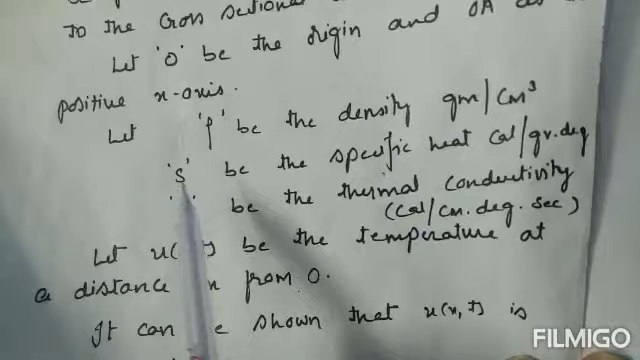 to the cross sectional
Let 'O' be the origin and OA as
positive x-axis.
Let 'ρ' be the density gm/cm³
's' be the specific heat cal/gr.deg
be the thermal conductivity
(cal/cm.deg.sec)
Let u( ) be the temperature at
a distance x from O.
It can be shown that u(x,t) is
FILMIGO